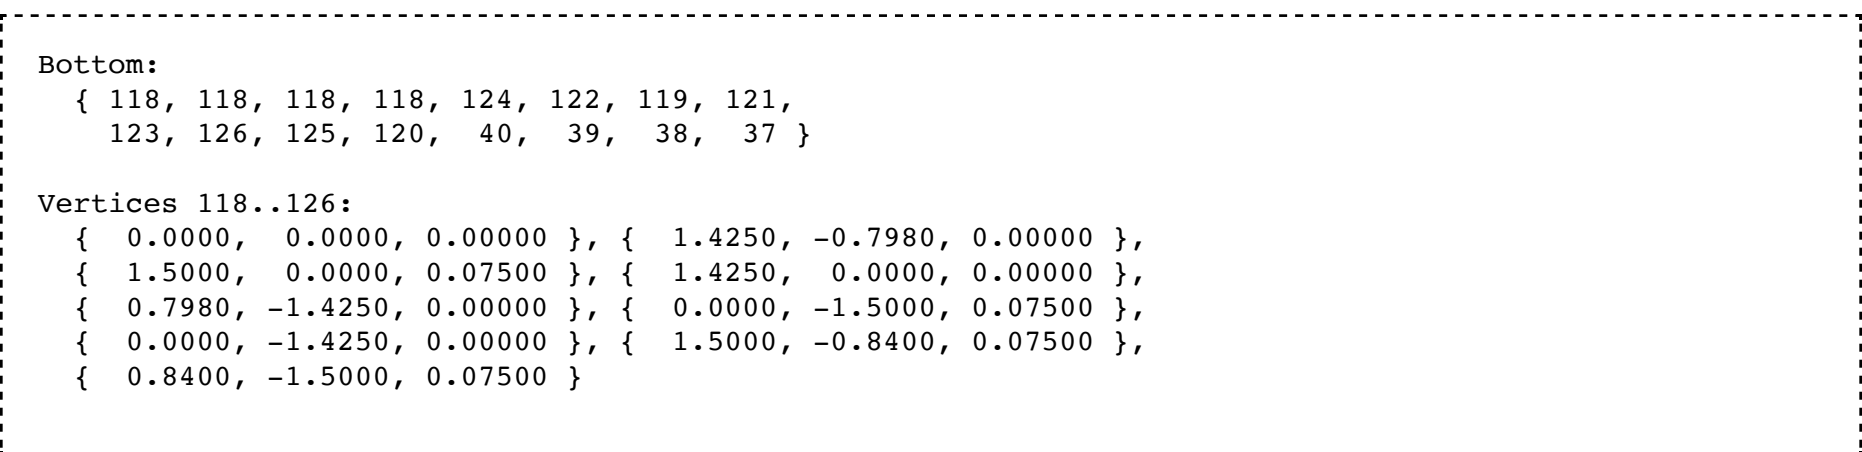 Bottom:
{ 118, 118, 118, 118, 124, 122, 119, 121,
123, 126, 125, 120,  40,  39,  38,  37 }
Vertices 118..126:
{  0.0000,  0.0000, 0.00000 }, {  1.4250, -0.7980, 0.00000 },
{  1.5000,  0.0000, 0.07500 }, {  1.4250,  0.0000, 0.00000 },
{  0.7980, -1.4250, 0.00000 }, {  0.0000, -1.5000, 0.07500 },
{  0.0000, -1.4250, 0.00000 }, {  1.5000, -0.8400, 0.07500 },
{  0.8400, -1.5000, 0.07500 }